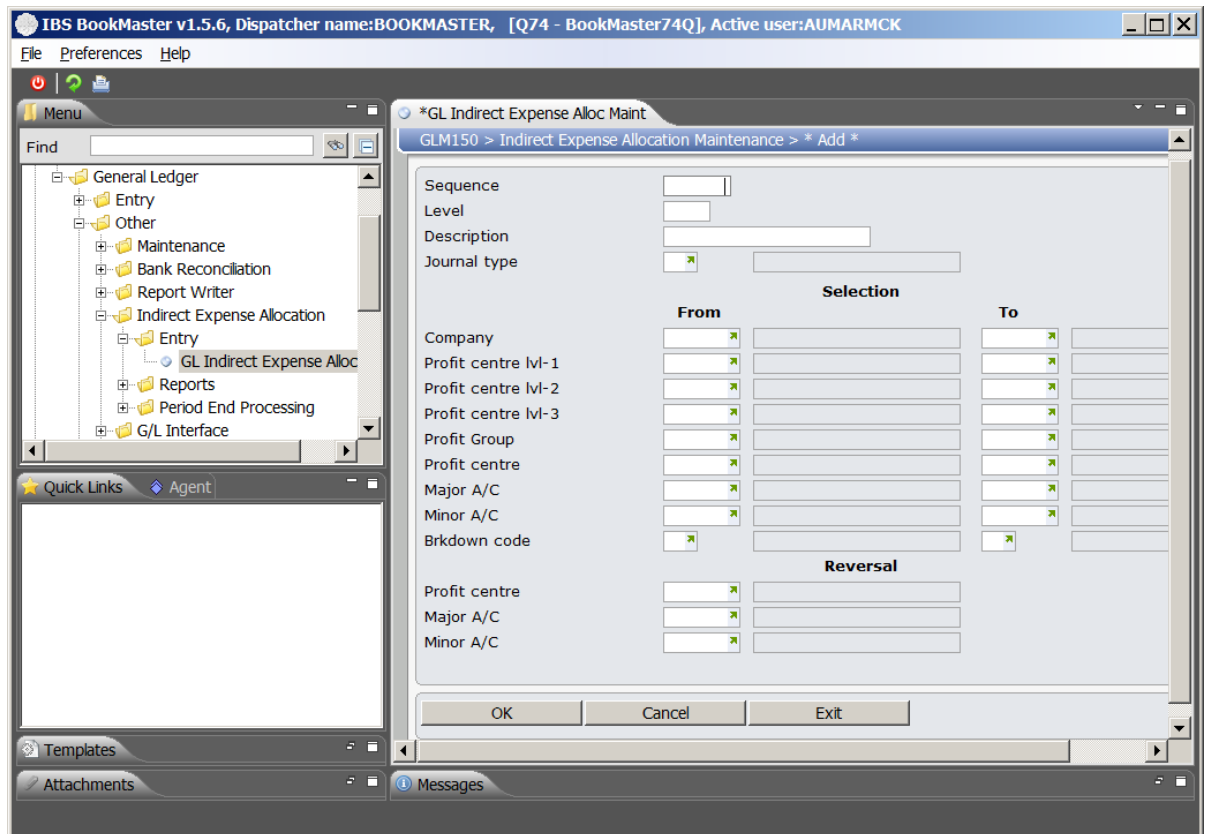 IBS BookMaster v1.5.6, Dispatcher name:BOOKMASTER, [Q74 - BookMaster74Q], Active user:AUMARMCK
File Preferences Help
Menu
Find
General Ledger
Entry
Other
Maintenance
Bank Reconciliation
Report Writer
Indirect Expense Allocation
Entry
GL Indirect Expense Alloc
Reports
Period End Processing
G/L Interface
Quick Links Agent
Templates
Attachments
*GL Indirect Expense Alloc Maint
GLM150 > Indirect Expense Allocation Maintenance > * Add *
Sequence
Level
Description
Journal type
Selection
From To
Company
Profit centre lvl-1
Profit centre lvl-2
Profit centre lvl-3
Profit Group
Profit centre
Major A/C
Minor A/C
Brkdown code
Reversal
Profit centre
Major A/C
Minor A/C
OK Cancel Exit
Messages